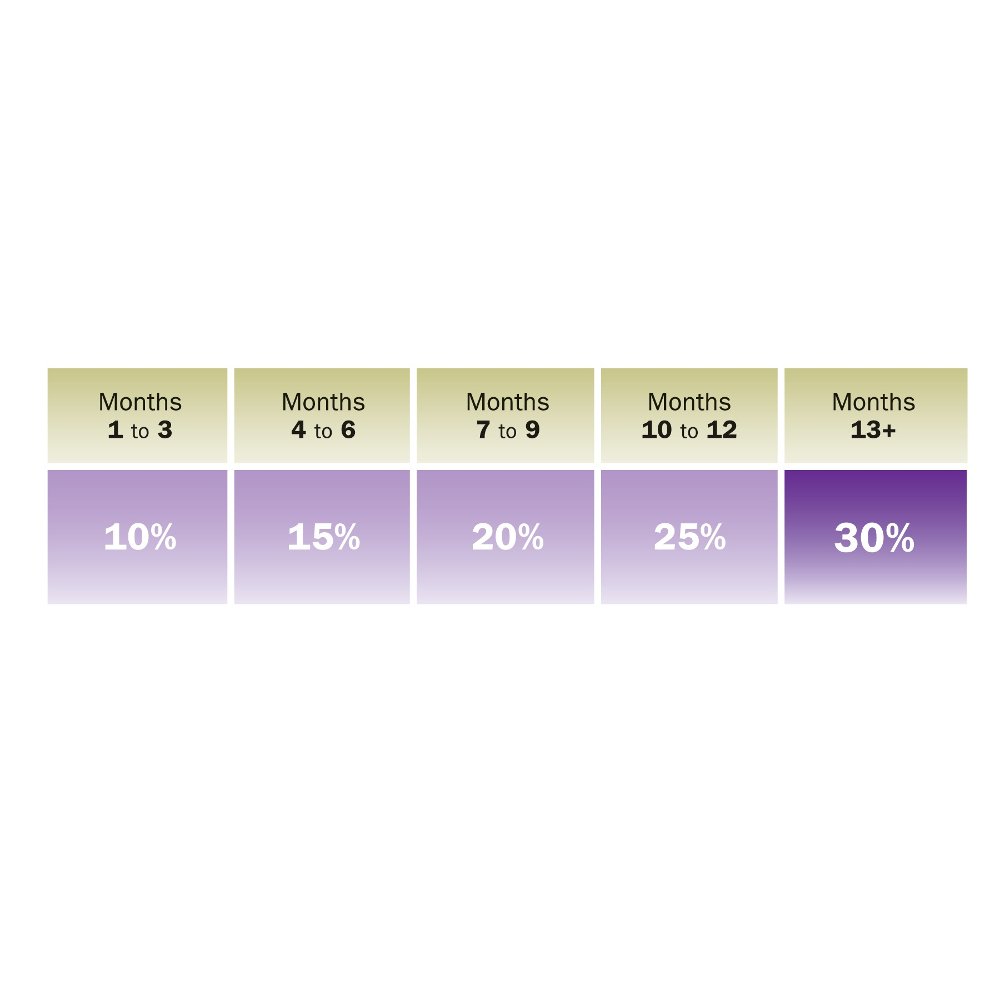 Months
1 to 3
Months
4 to 6
Months
7 to 9
Months
10 to 12
Months
13+
10%
15%
20%
25%
30%